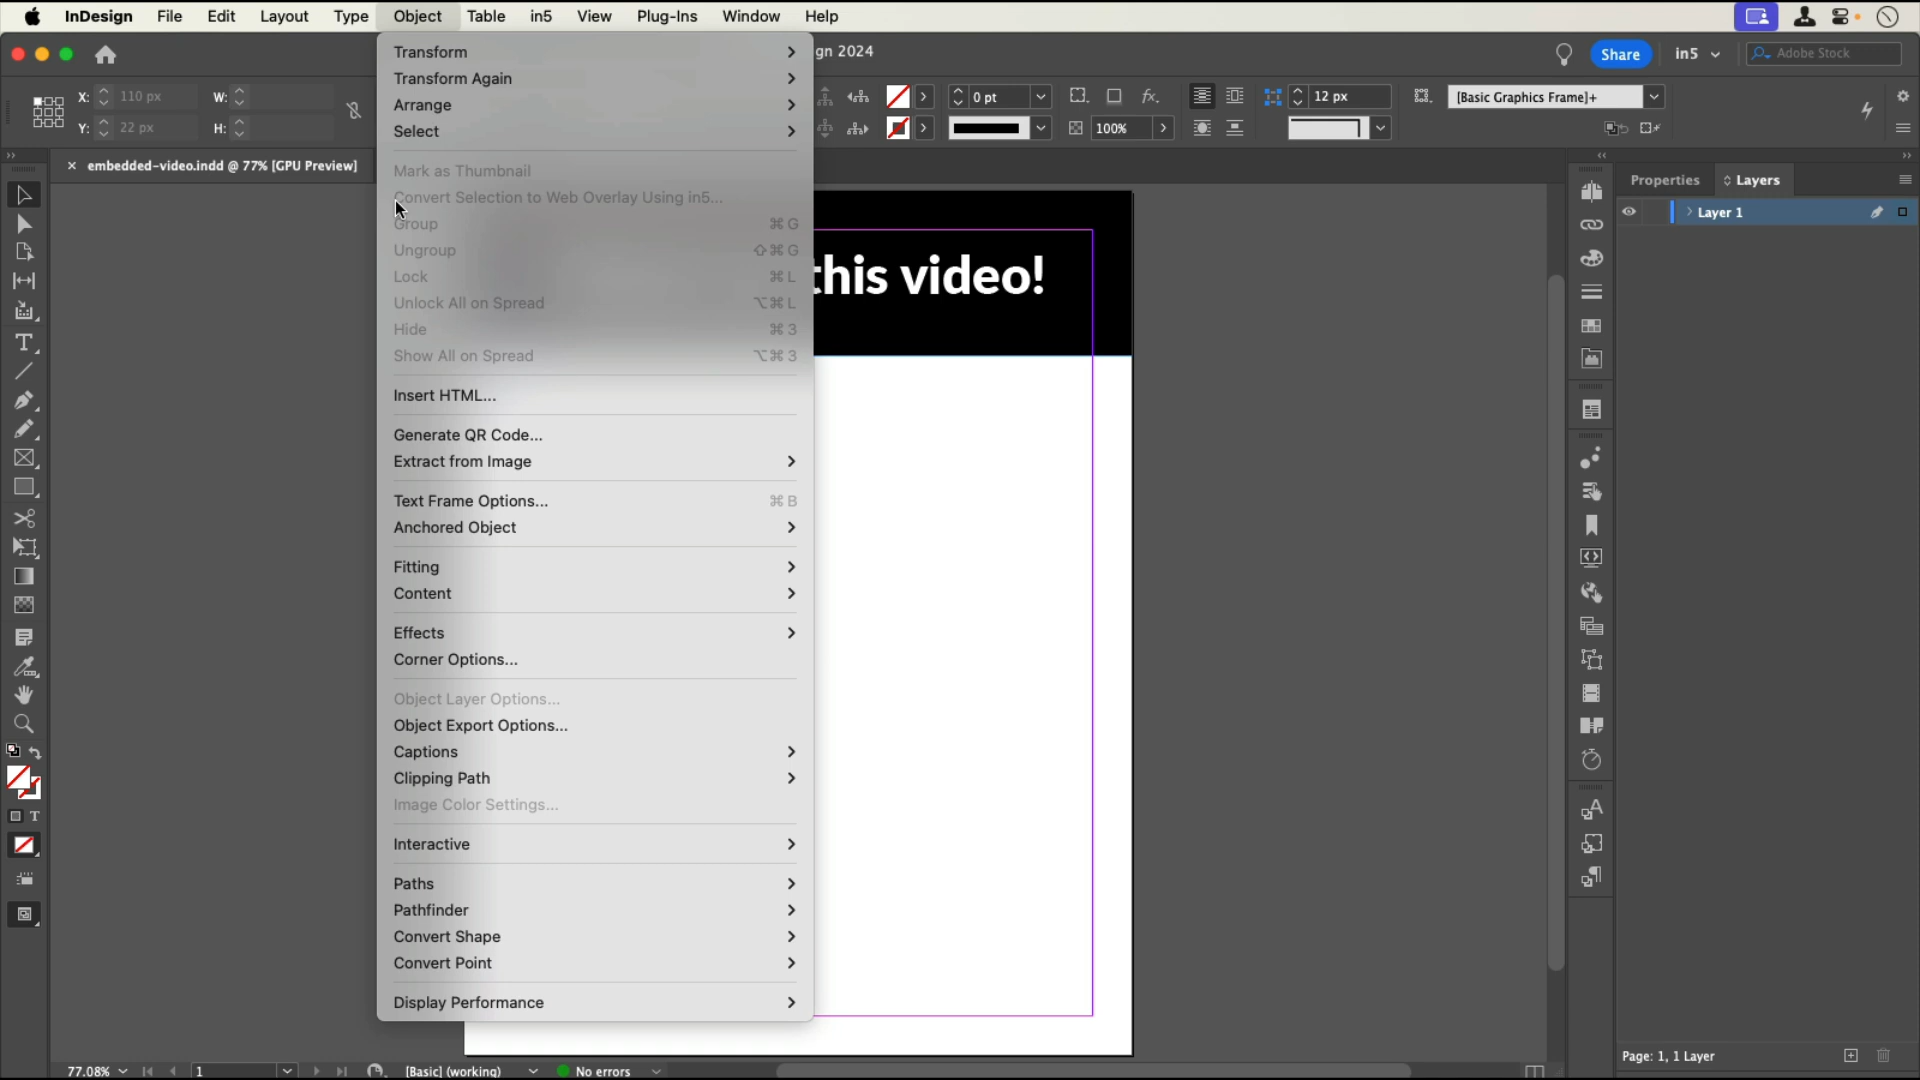 InDesign File Edit Layout Type Object Table in5 View Plug-Ins Window Help
gn 2024
Share
in5
Adobe Stock
X: 110 px W:
Y: 22 px H:
0 pt
12 px
[Basic Graphics Frame]+
100%
embedded-video.indd @ 77% [GPU Preview]
Transform
Transform Again
Arrange
Select
Mark as Thumbnail
Convert Selection to Web Overlay Using in5...
Group ⌘G
Ungroup ⇧⌘G
Lock ⌘L
Unlock All on Spread ⌥⌘L
Hide ⌘3
Show All on Spread ⌥⌘3
Insert HTML...
Generate QR Code...
Extract from Image
Text Frame Options... ⌘B
Anchored Object
Fitting
Content
Effects
Corner Options...
Object Layer Options...
Object Export Options...
Captions
Clipping Path
Image Color Settings...
Interactive
Paths
Pathfinder
Convert Shape
Convert Point
Display Performance
this video!
Properties Layers
Layer 1
Page: 1, 1 Layer
77.08% 1 [Basic] (working) No errors